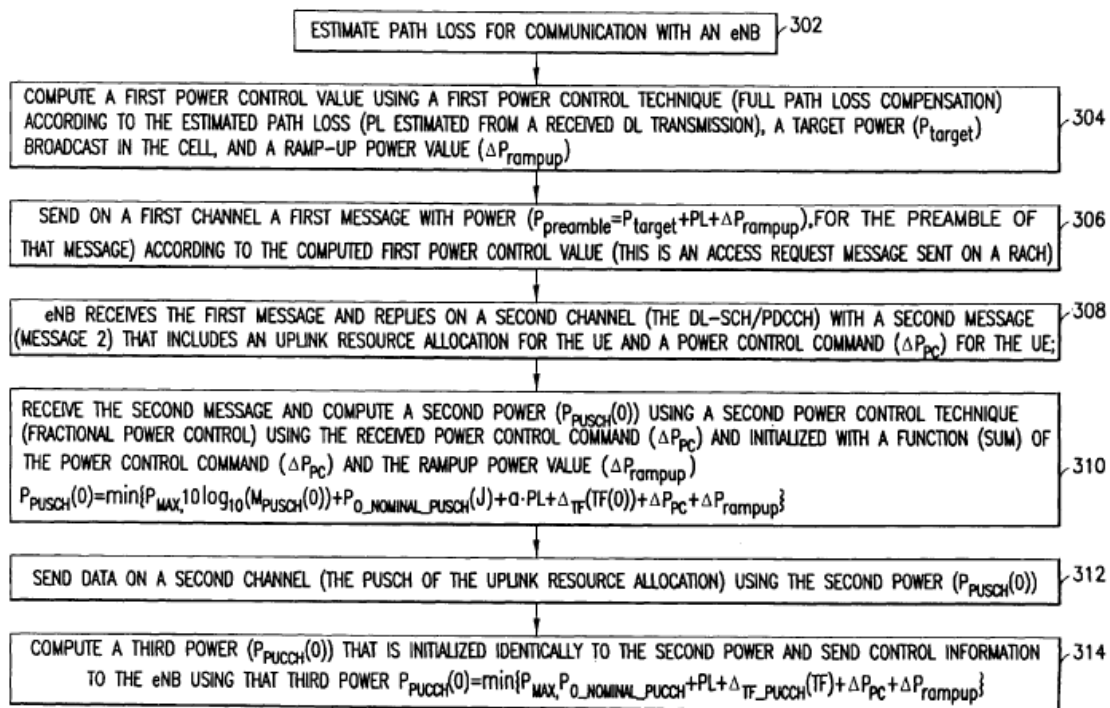 ESTIMATE PATH LOSS FOR COMMUNICATION WITH AN eNB
302
COMPUTE A FIRST POWER CONTROL VALUE USING A FIRST POWER CONTROL TECHNIQUE (FULL PATH LOSS COMPENSATION)
ACCORDING TO THE ESTIMATED PATH LOSS (PL ESTIMATED FROM A RECEIVED DL TRANSMISSION), A TARGET POWER (Ptarget)
BROADCAST IN THE CELL, AND A RAMP-UP POWER VALUE (ΔPrampup)
304
SEND ON A FIRST CHANNEL A FIRST MESSAGE WITH POWER (Ppreamble=Ptarget+PL+ΔPrampup),FOR THE PREAMBLE OF
THAT MESSAGE) ACCORDING TO THE COMPUTED FIRST POWER CONTROL VALUE (THIS IS AN ACCESS REQUEST MESSAGE SENT ON A RACH)
306
eNB RECEIVES THE FIRST MESSAGE AND REPLIES ON A SECOND CHANNEL (THE DL-SCH/PDCCH) WITH A SECOND MESSAGE
(MESSAGE 2) THAT INCLUDES AN UPLINK RESOURCE ALLOCATION FOR THE UE AND A POWER CONTROL COMMAND (ΔPPC) FOR THE UE;
308
RECEIVE THE SECOND MESSAGE AND COMPUTE A SECOND POWER (PPUSCH(0)) USING A SECOND POWER CONTROL TECHNIQUE
(FRACTIONAL POWER CONTROL) USING THE RECEIVED POWER CONTROL COMMAND (ΔPPC) AND INITIALIZED WITH A FUNCTION (SUM) OF
THE POWER CONTROL COMMAND (ΔPPC) AND THE RAMPUP POWER VALUE (ΔPrampup)
PPUSCH(0)=min{PMAX,10log10(MPUSCH(0))+PO_NOMINAL_PUSCH(J)+a·PL+ΔTF(TF(0))+ΔPPC+ΔPrampup}
310
SEND DATA ON A SECOND CHANNEL (THE PUSCH OF THE UPLINK RESOURCE ALLOCATION) USING THE SECOND POWER (PPUSCH(0))
312
COMPUTE A THIRD POWER (PPUCCH(0)) THAT IS INITIALIZED IDENTICALLY TO THE SECOND POWER AND SEND CONTROL INFORMATION
TO THE eNB USING THAT THIRD POWER PPUCCH(0)=min{PMAX,PO_NOMINAL_PUCCH+PL+ΔTF_PUCCH(TF)+ΔPPC+ΔPrampup}
314